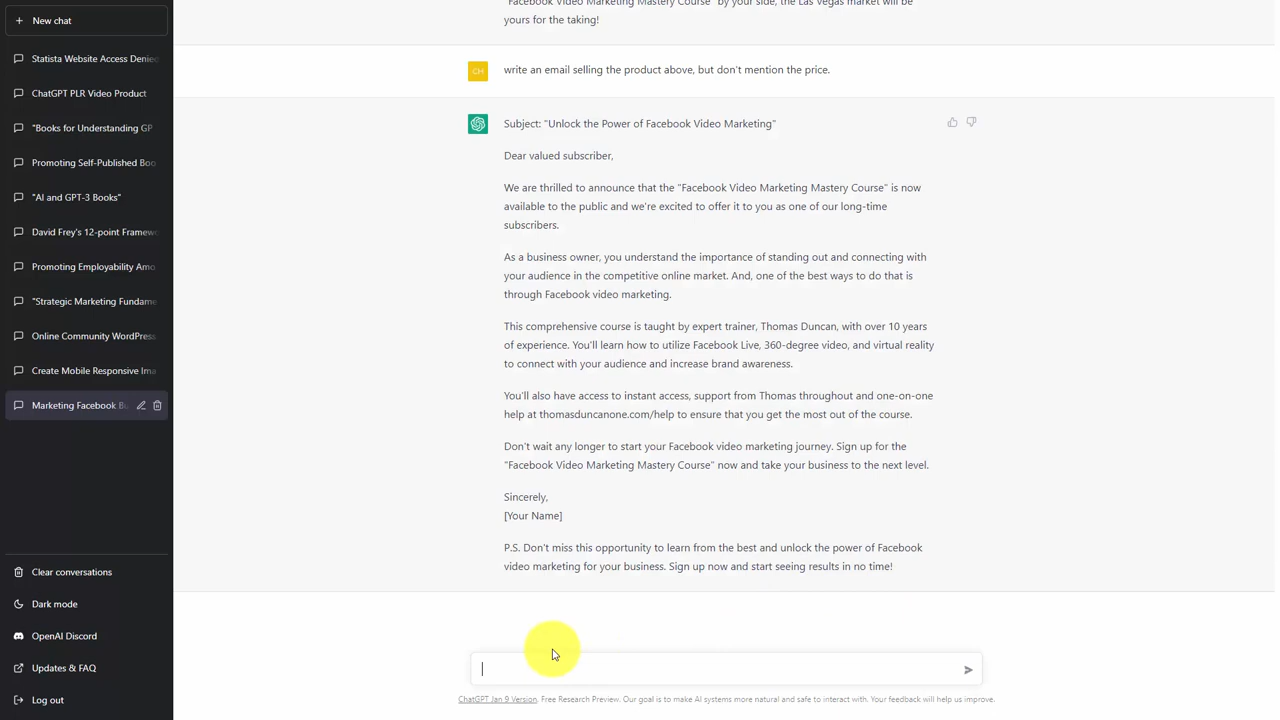 New chat
Statista Website Access Denied
ChatGPT PLR Video Product
"Books for Understanding GP
Promoting Self-Published Boo
"AI and GPT-3 Books"
David Frey's 12-point Framew
Promoting Employability Amo
"Strategic Marketing Fundame
Online Community WordPress
Create Mobile Responsive Ima
Marketing Facebook Bu
Clear conversations
Dark mode
OpenAI Discord
Updates & FAQ
Log out
"Facebook Video Marketing Mastery Course" by your side, the Las Vegas market will be
yours for the taking!
CH
write an email selling the product above, but don't mention the price.
Subject: "Unlock the Power of Facebook Video Marketing"
Dear valued subscriber,
We are thrilled to announce that the "Facebook Video Marketing Mastery Course" is now
available to the public and we're excited to offer it to you as one of our long-time
subscribers.
As a business owner, you understand the importance of standing out and connecting with
your audience in the competitive online market. And, one of the best ways to do that is
through Facebook video marketing.
This comprehensive course is taught by expert trainer, Thomas Duncan, with over 10 years
of experience. You'll learn how to utilize Facebook Live, 360-degree video, and virtual reality
to connect with your audience and increase brand awareness.
You'll also have access to instant access, support from Thomas throughout and one-on-one
help at thomasduncanone.com/help to ensure that you get the most out of the course.
Don't wait any longer to start your Facebook video marketing journey. Sign up for the
"Facebook Video Marketing Mastery Course" now and take your business to the next level.
Sincerely,
[Your Name]
P.S. Don't miss this opportunity to learn from the best and unlock the power of Facebook
video marketing for your business. Sign up now and start seeing results in no time!
ChatGPT Jan 9 Version. Free Research Preview. Our goal is to make AI systems more natural and safe to interact with. Your feedback will help us improve.